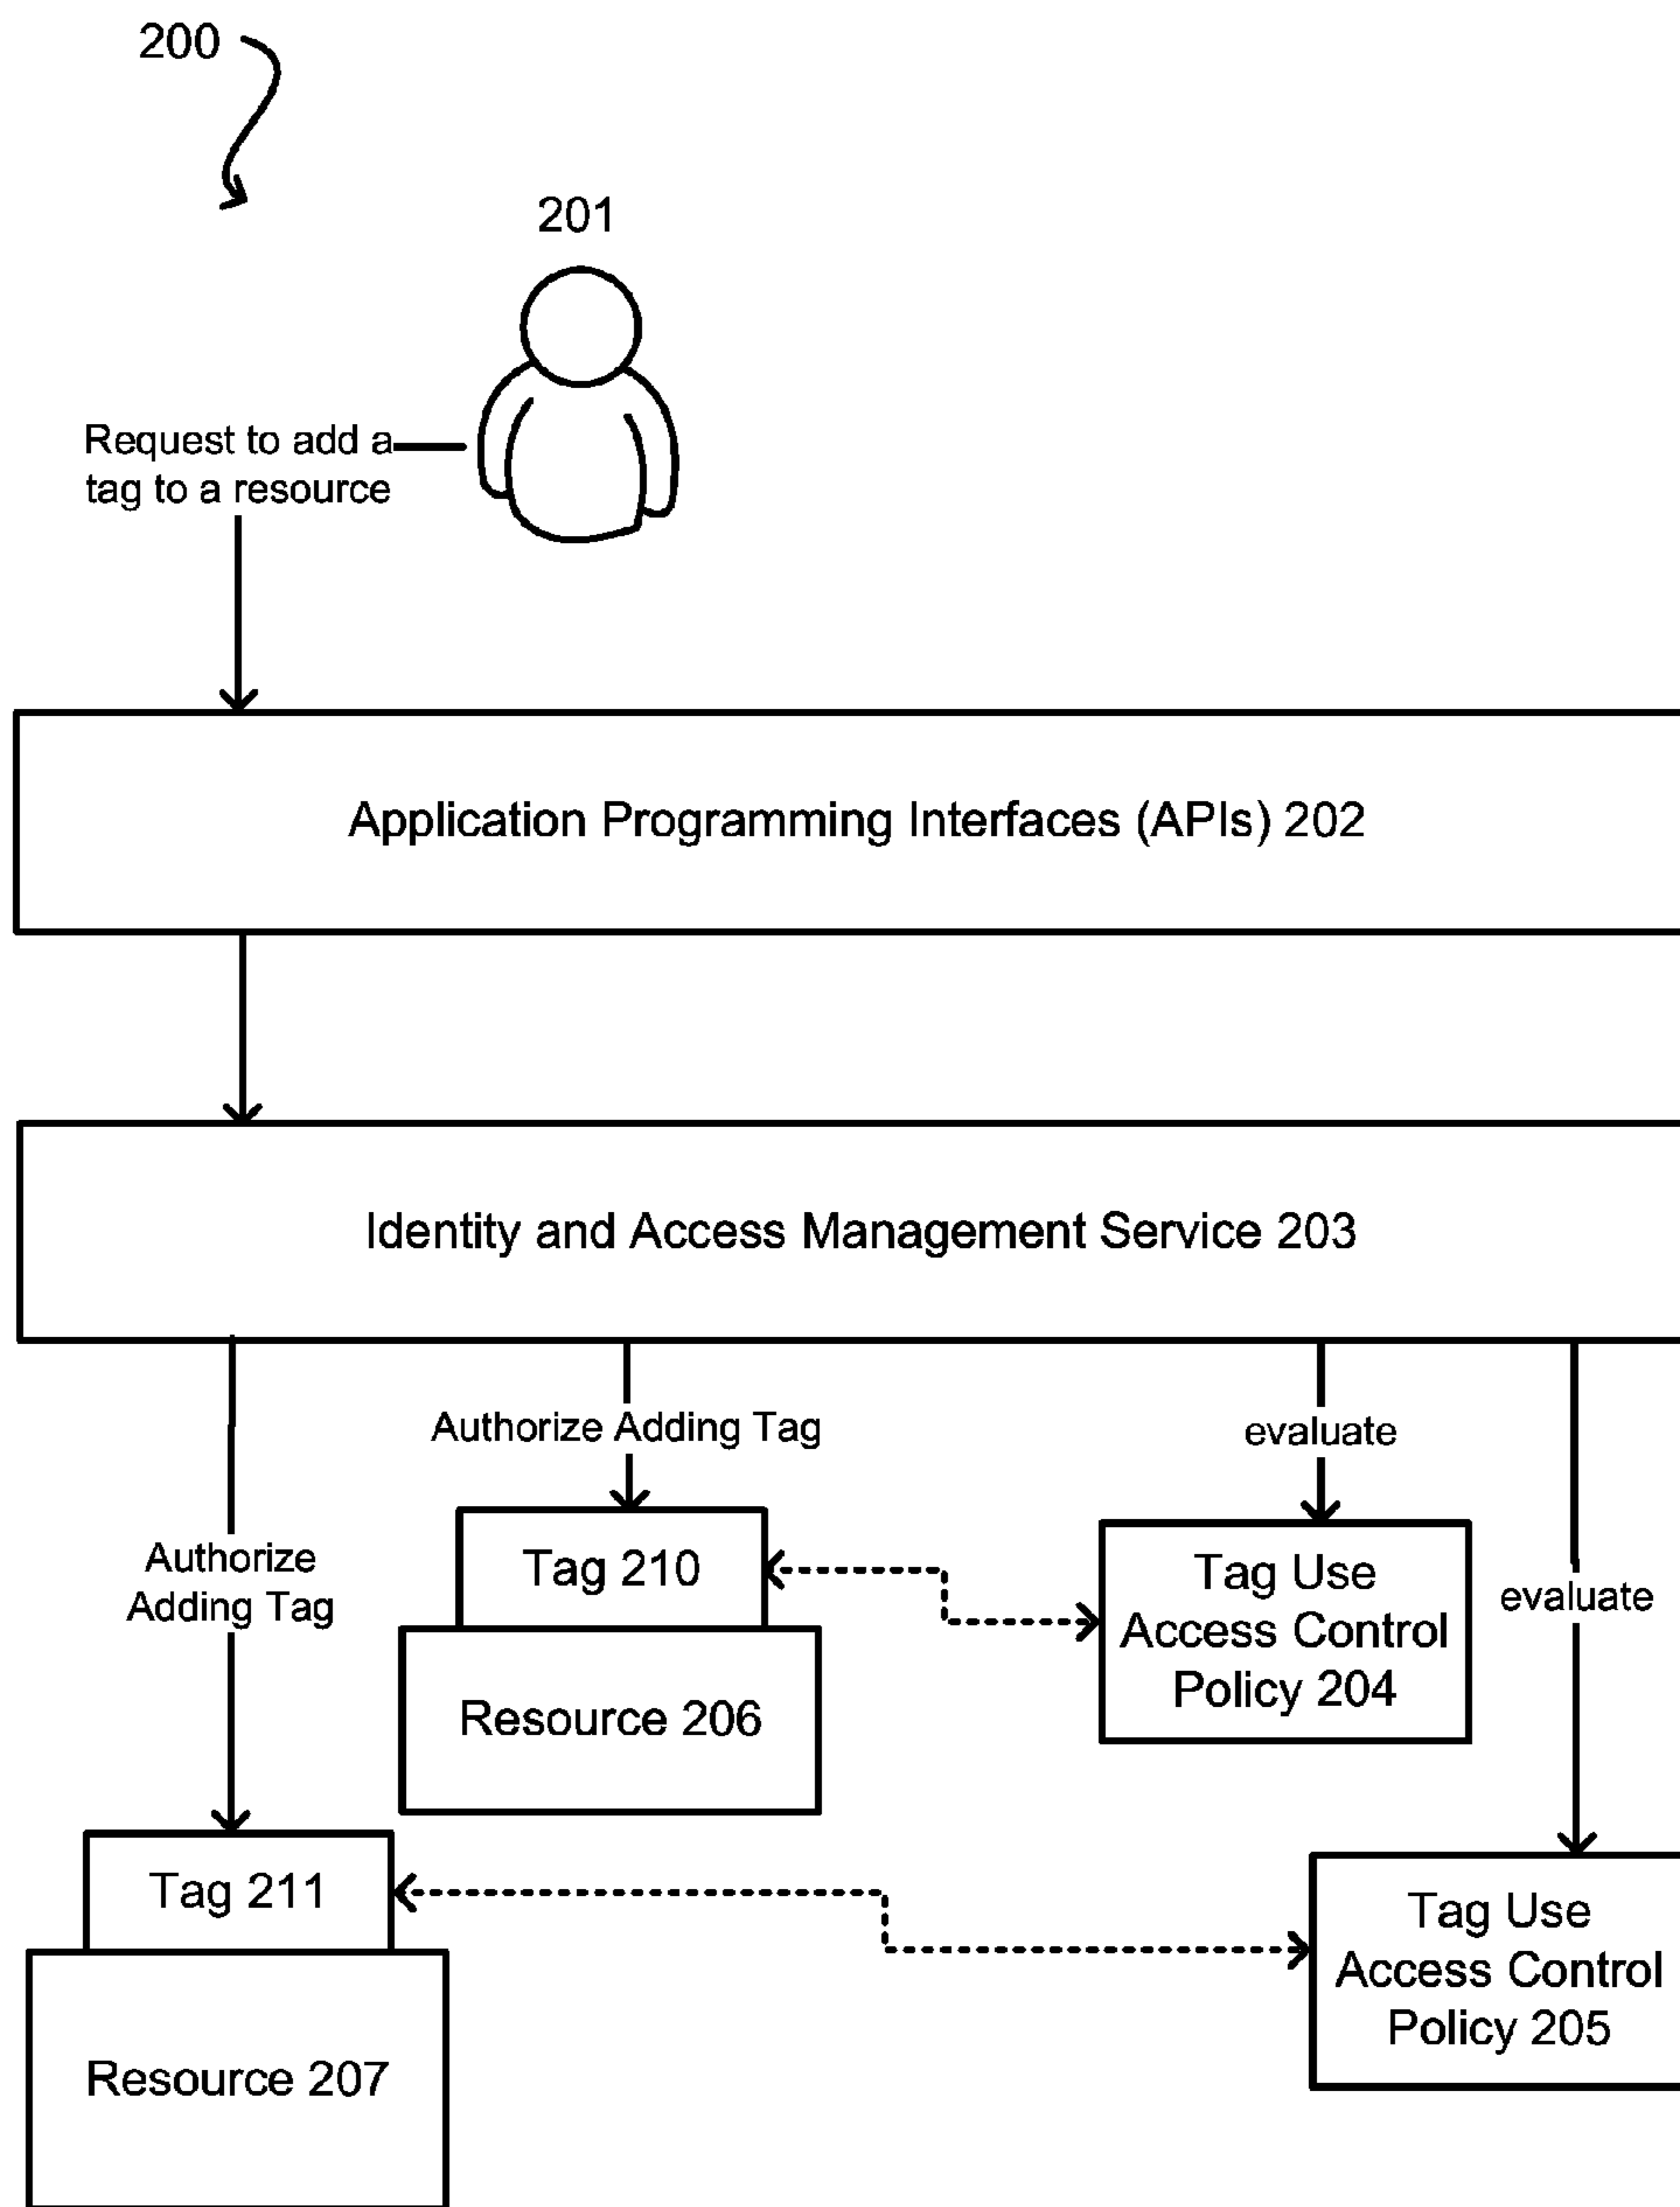 200
201
Request to add a
tag to a resource
Application Programming Interfaces (APIs) 202
Identity and Access Management Service 203
Authorize Adding Tag
evaluate
Authorize
Adding Tag
evaluate
Tag 210
Tag Use
Access Control
Policy 204
Resource 206
Tag 211
Tag Use
Access Control
Policy 205
Resource 207